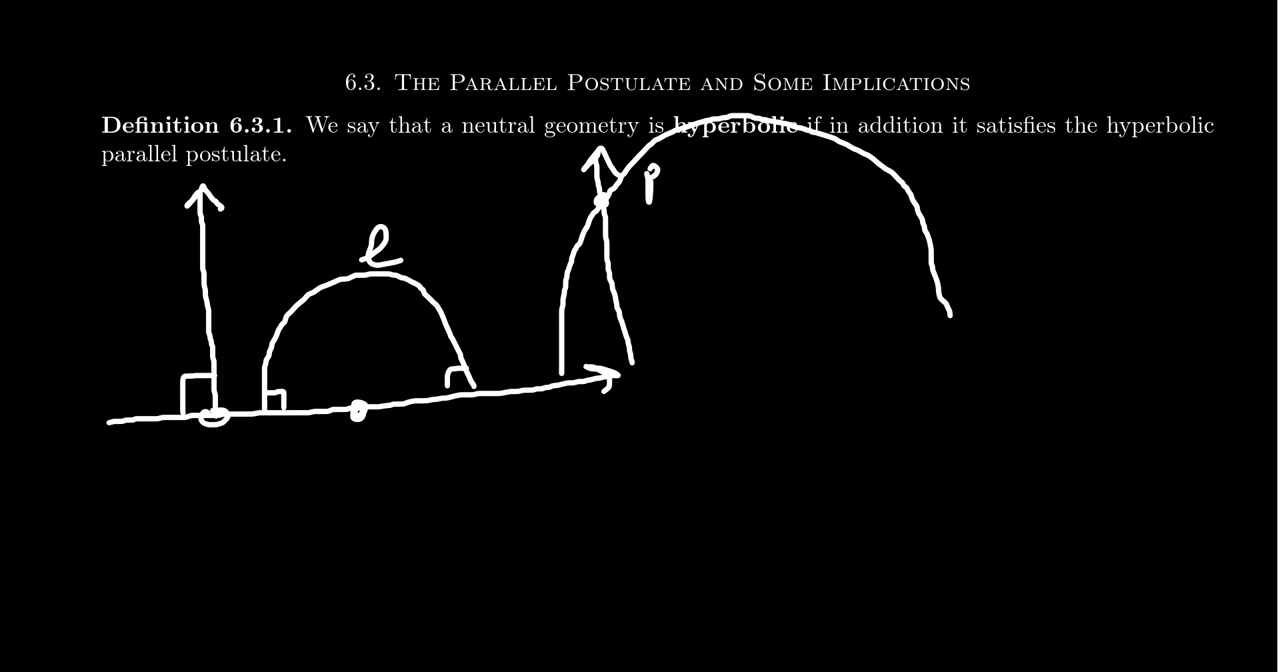 6.3. The Parallel Postulate and Some Implications
Definition 6.3.1. We say that a neutral geometry is hyperbolic if in addition it satisfies the hyperbolic
parallel postulate.
P
ℓ